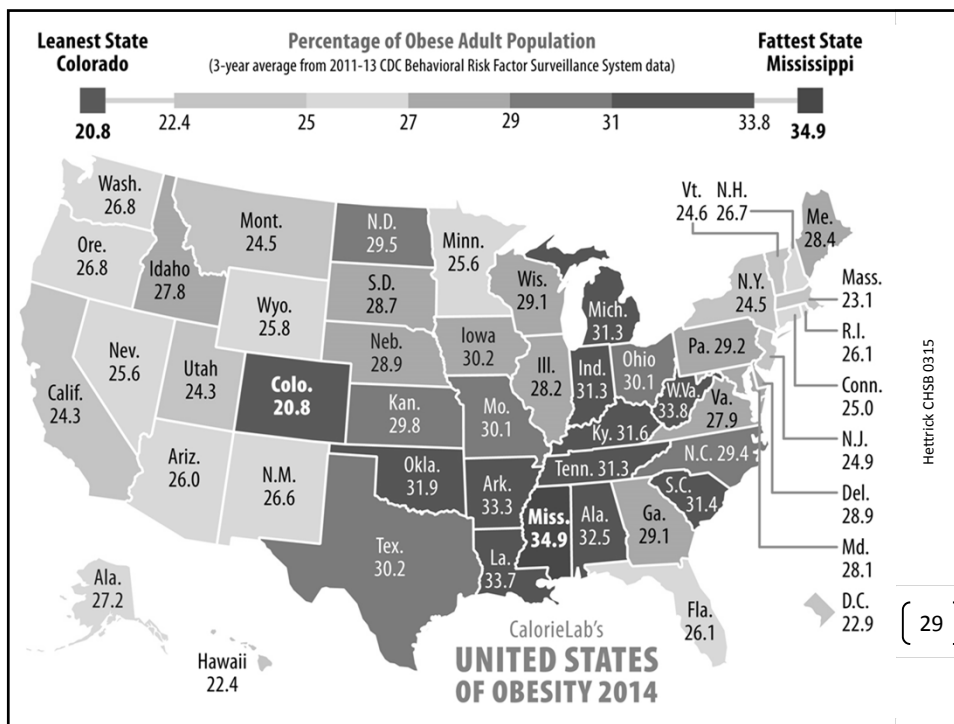 Leanest State
Colorado
Percentage of Obese Adult Population
(3-year average from 2011-13 CDC Behavioral Risk Factor Surveillance System data)
Fattest State
Mississippi
20.8
22.4
25
27
29
31
33.8
34.9
Wash.
26.8
Ore.
26.8
Idaho
27.8
Mont.
24.5
N.D.
29.5
Minn.
25.6
S.D.
28.7
Wyo.
25.8
Neb.
28.9
Iowa
30.2
Wis.
29.1
Mich.
31.3
Nev.
25.6
Utah
24.3
Calif.
24.3
Colo.
20.8
Kan.
29.8
Mo.
30.1
Ill.
28.2
Ind.
31.3
Ohio
30.1
W.Va.
33.8
Pa. 29.2
Va.
27.9
N.Y.
24.5
Vt.
24.6
N.H.
26.7
Me.
28.4
Mass.
23.1
R.I.
26.1
Conn.
25.0
N.J.
24.9
Del.
28.9
Md.
28.1
D.C.
22.9
Ky. 31.6
N.C. 29.4
Tenn. 31.3
S.C.
31.4
Ariz.
26.0
N.M.
26.6
Okla.
31.9
Ark.
33.3
Miss.
34.9
Ala.
32.5
Ga.
29.1
Tex.
30.2
La.
33.7
Fla.
26.1
Ala.
27.2
Hawaii
22.4
CalorieLab's
UNITED STATES
OF OBESITY 2014
Hettrick CHSB 0315
29